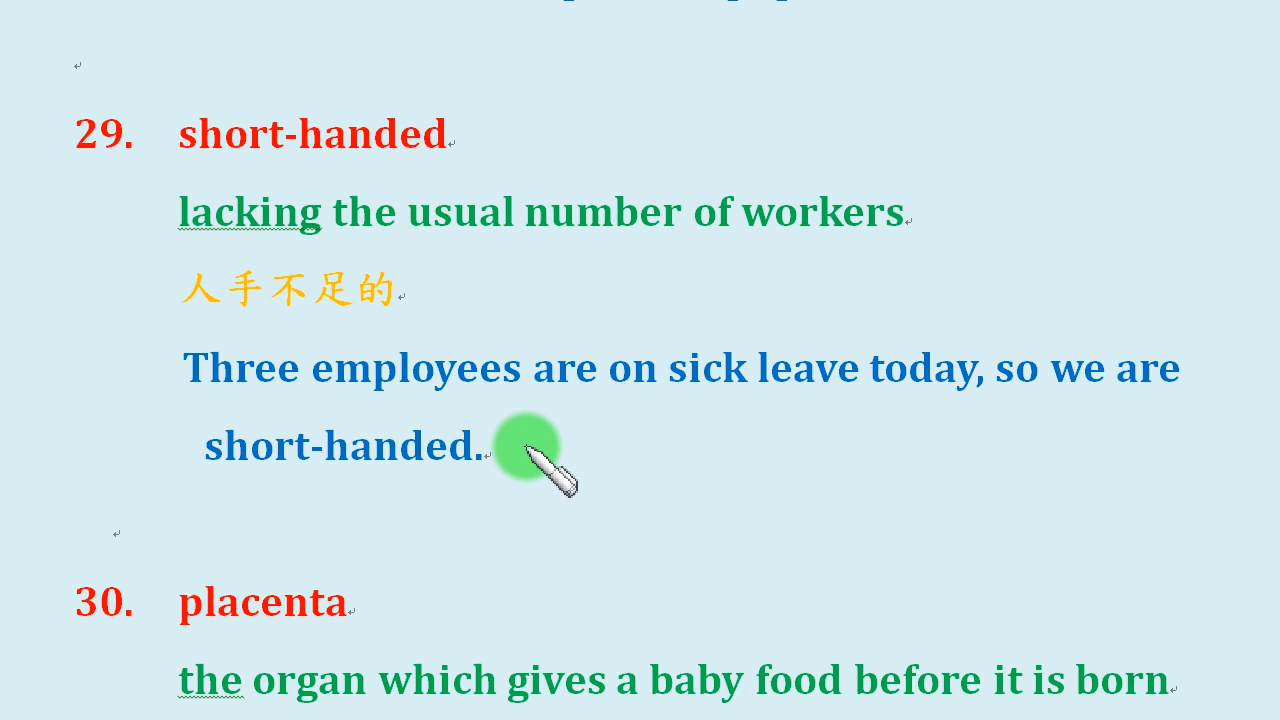 29. short-handed
lacking the usual number of workers
人手不足的
Three employees are on sick leave today, so we are
short-handed.
30. placenta
the organ which gives a baby food before it is born